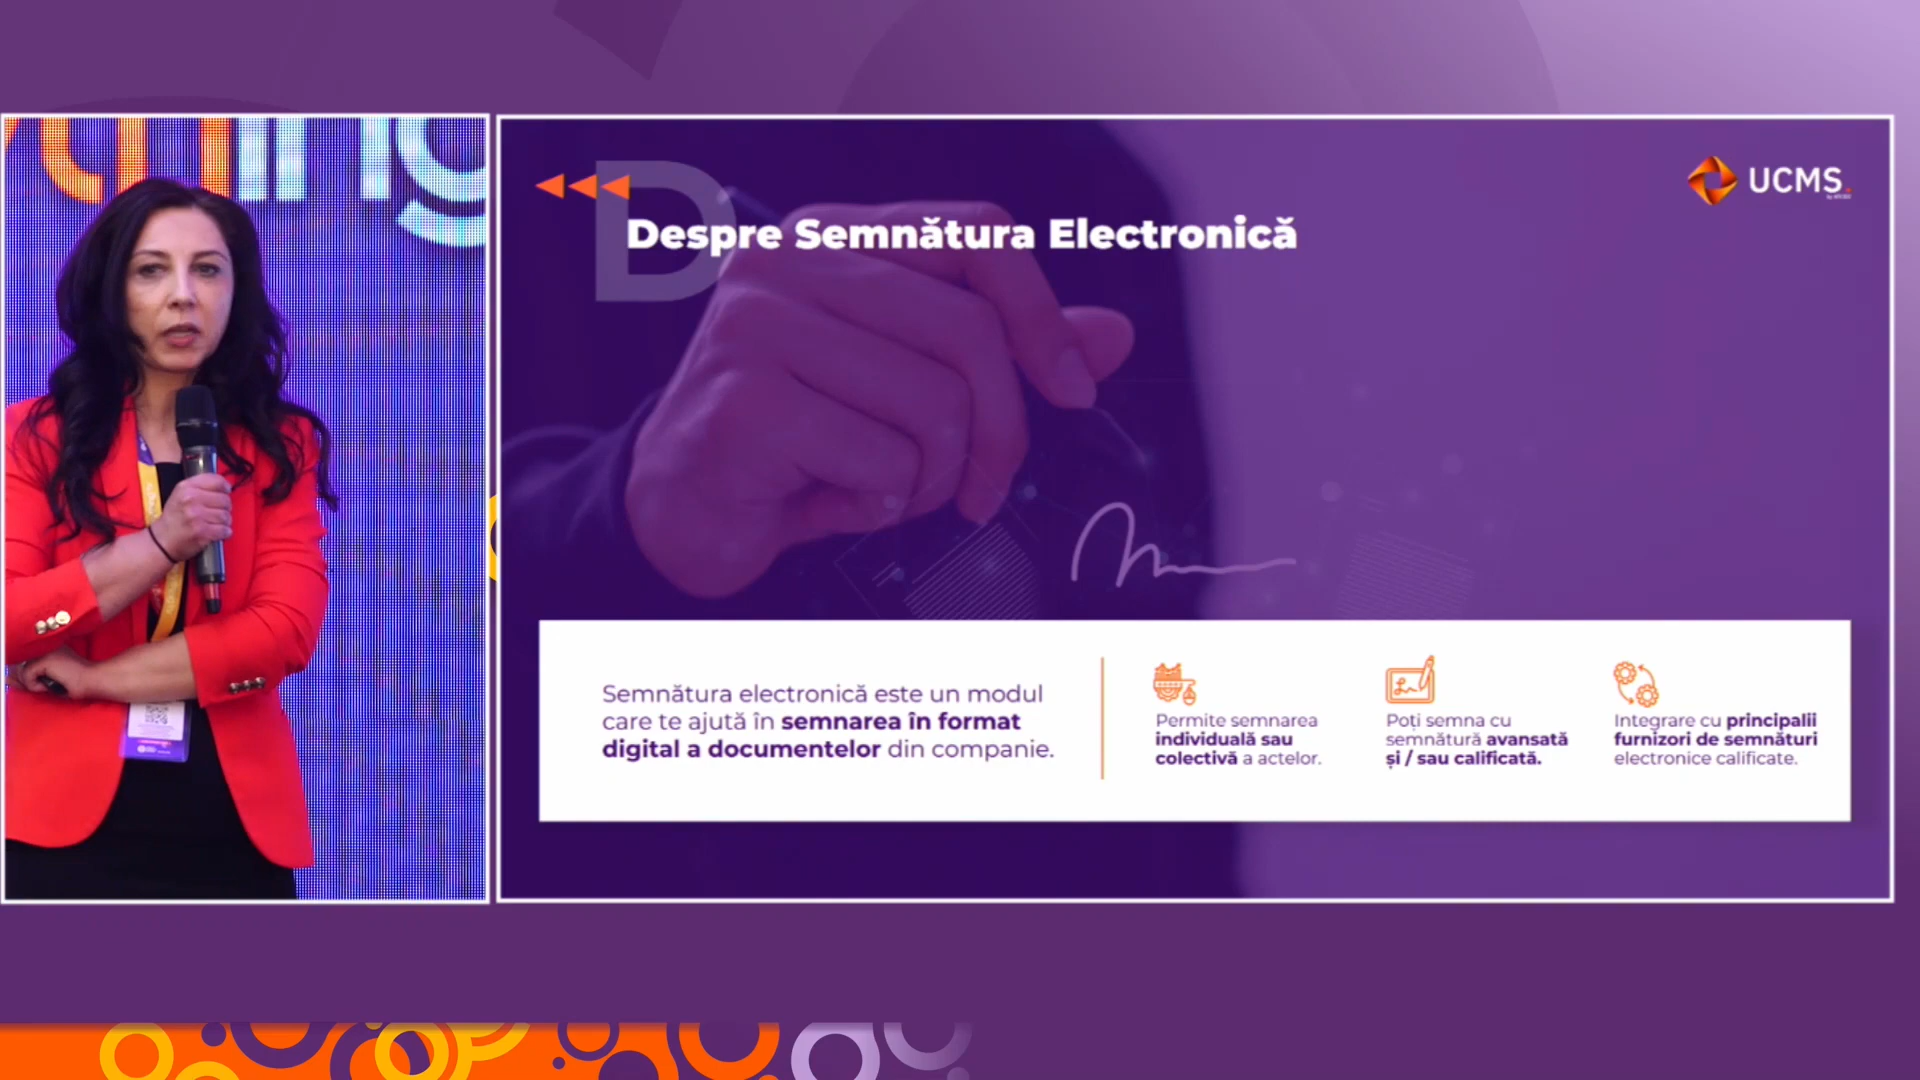 ning
D
Despre Semnătura Electronică
UCMS
Semnătura electronică este un modul
care te ajută în semnarea în format
digital a documentelor din companie.
Permite semnarea
individuală sau
colectivă a actelor.
Poți semna cu
semnătură avansată
și / sau calificată.
Integrare cu principalii
furnizori de semnături
electronice calificate.